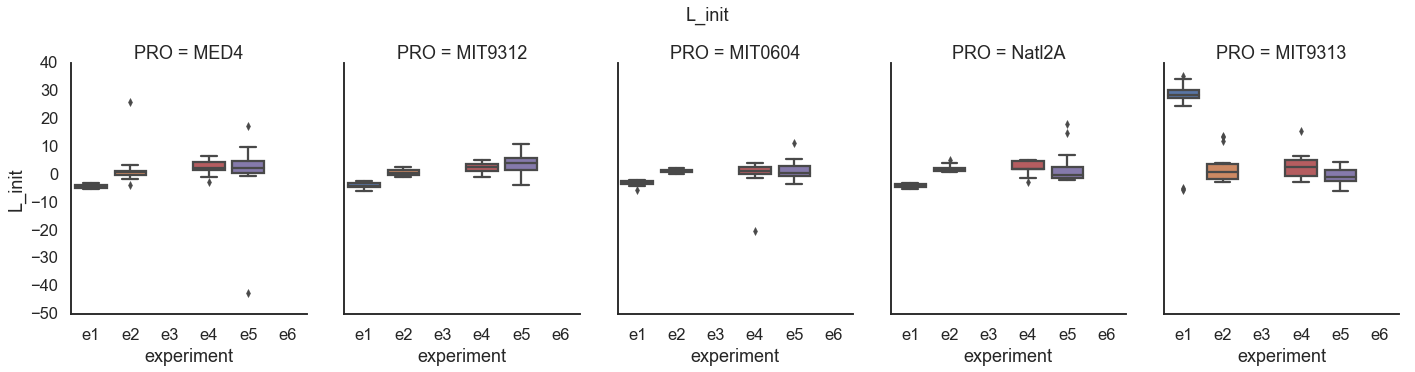 L_init
PRO = MED4 PRO = MIT9312 PRO = MIT0604 PRO = Natl2A PRO = MIT9313
40
30
20
10
0
−10
−20
−30
−40
−50
L_init
e1 e2 e3 e4 e5 e6 e1 e2 e3 e4 e5 e6 e1 e2 e3 e4 e5 e6 e1 e2 e3 e4 e5 e6 e1 e2 e3 e4 e5 e6
experiment experiment experiment experiment experiment